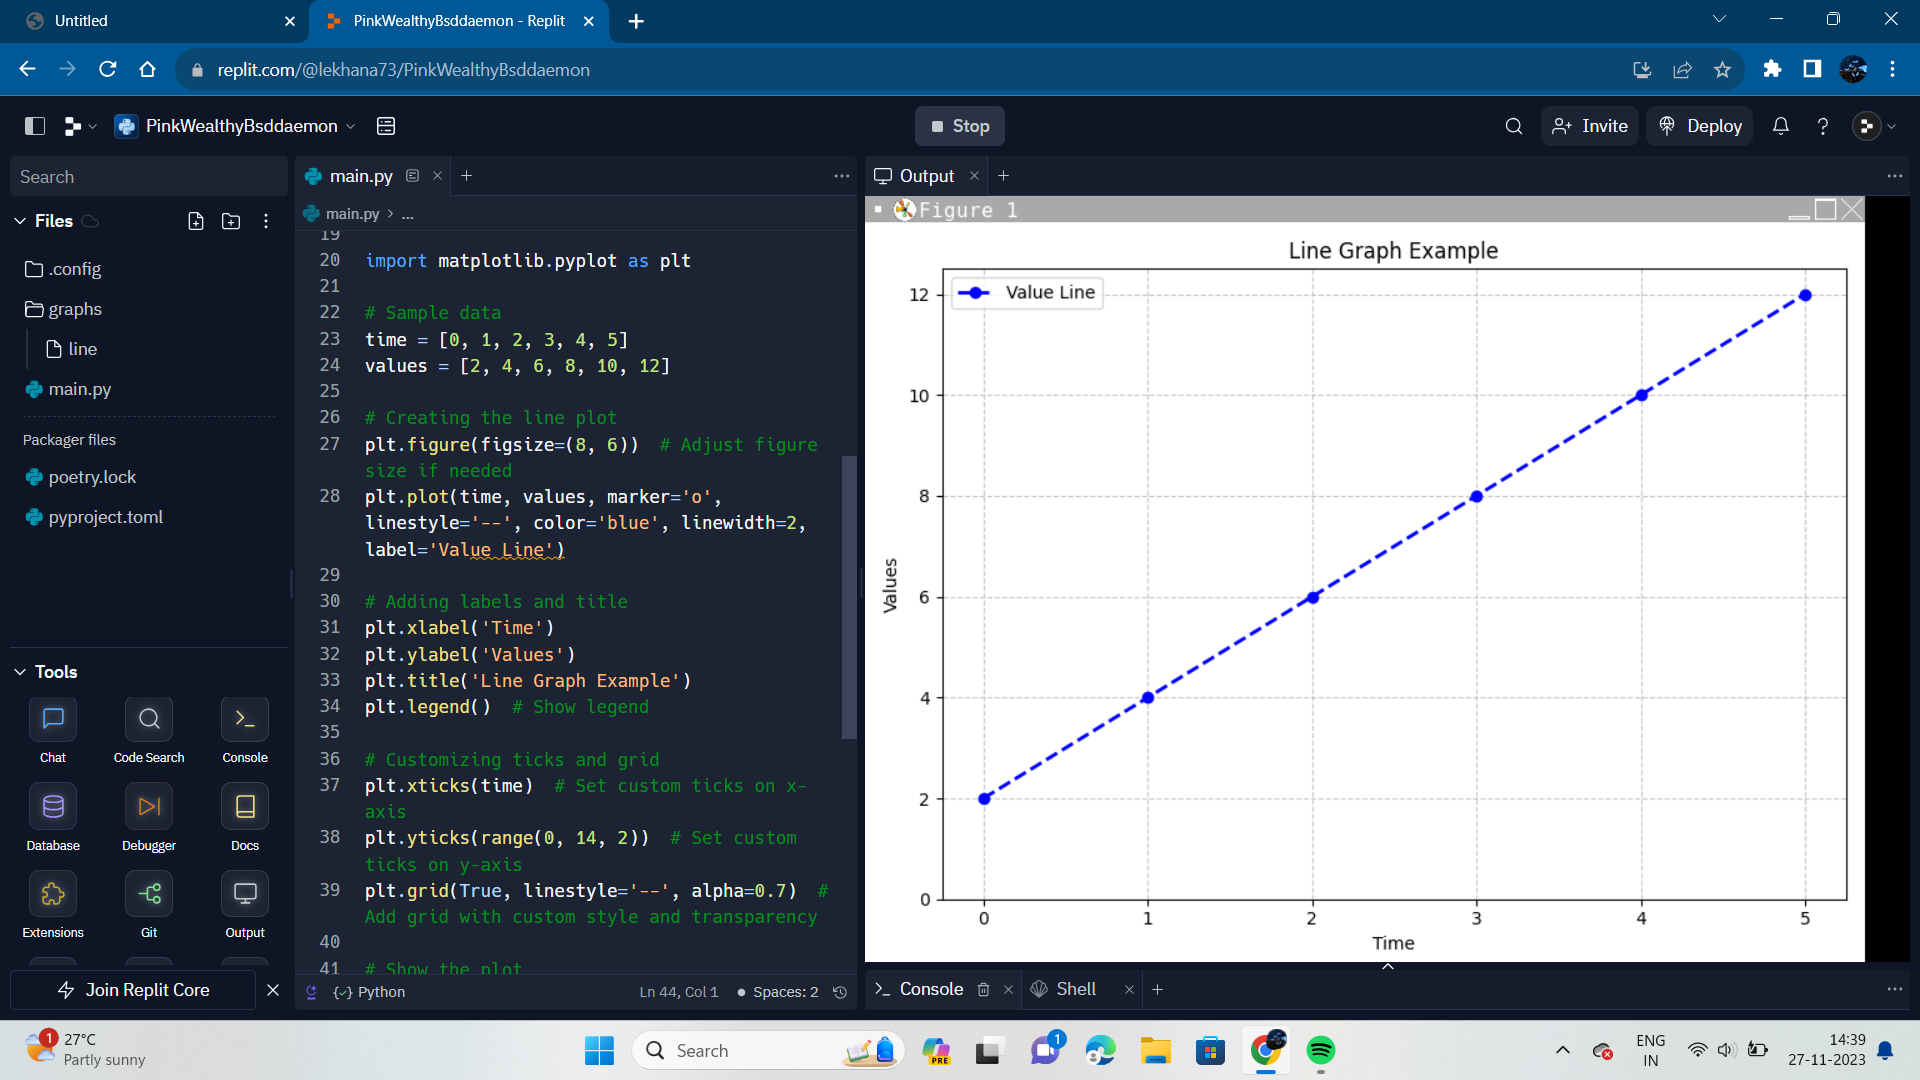 Untitled
PinkWealthyBsddaemon - Replit
replit.com/@lekhana73/PinkWealthyBsddaemon
PinkWealthyBsddaemon
Stop
Invite
Deploy
Search
Files
.config
graphs
line
main.py
Packager files
poetry.lock
pyproject.toml
Tools
Chat
Code Search
Console
Database
Debugger
Docs
Extensions
Git
Output
Join Replit Core
main.py
main.py > ...
19
20 import matplotlib.pyplot as plt
21
22 # Sample data
23 time = [0, 1, 2, 3, 4, 5]
24 values = [2, 4, 6, 8, 10, 12]
25
26 # Creating the line plot
27 plt.figure(figsize=(8, 6))  # Adjust figure
size if needed
28 plt.plot(time, values, marker='o',
linestyle='--', color='blue', linewidth=2,
label='Value Line')
29
30 # Adding labels and title
31 plt.xlabel('Time')
32 plt.ylabel('Values')
33 plt.title('Line Graph Example')
34 plt.legend()  # Show legend
35
36 # Customizing ticks and grid
37 plt.xticks(time)  # Set custom ticks on x-
axis
38 plt.yticks(range(0, 14, 2))  # Set custom
ticks on y-axis
39 plt.grid(True, linestyle='--', alpha=0.7)  #
Add grid with custom style and transparency
40
41 # Show the plot
Python
Ln 44, Col 1
Spaces: 2
Output
Figure 1
Line Graph Example
Value Line
12
10
8
6
4
2
0
Values
0 1 2 3 4 5
Time
Console
Shell
1
27°C
Partly sunny
Search
PRE
1
ENG
IN
14:39
27-11-2023